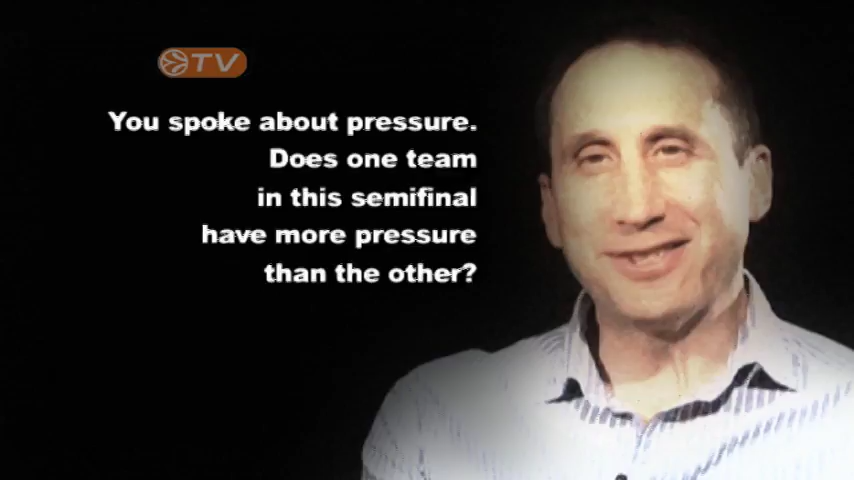 TV
You spoke about pressure.
Does one team
in this semifinal
have more pressure
than the other?